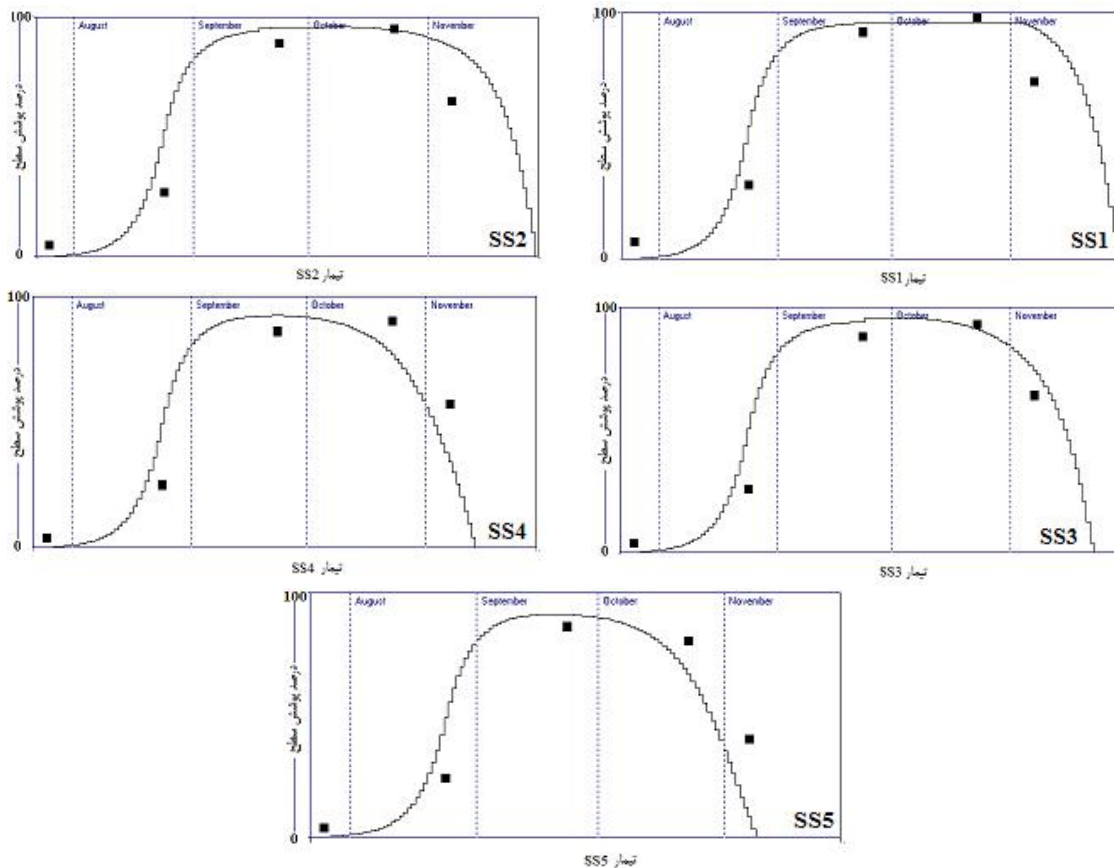 100
August
September
October
November
درصد پوشش سطح
0
SS2
تیمار SS2
100
August
September
October
November
درصد پوشش سطح
0
SS1
تیمار SS1
100
August
September
October
November
درصد پوشش سطح
0
SS4
تیمار SS4
100
August
September
October
November
درصد پوشش سطح
0
SS3
تیمار SS3
100
August
September
October
November
درصد پوشش سطح
0
SS5
تیمار SS5